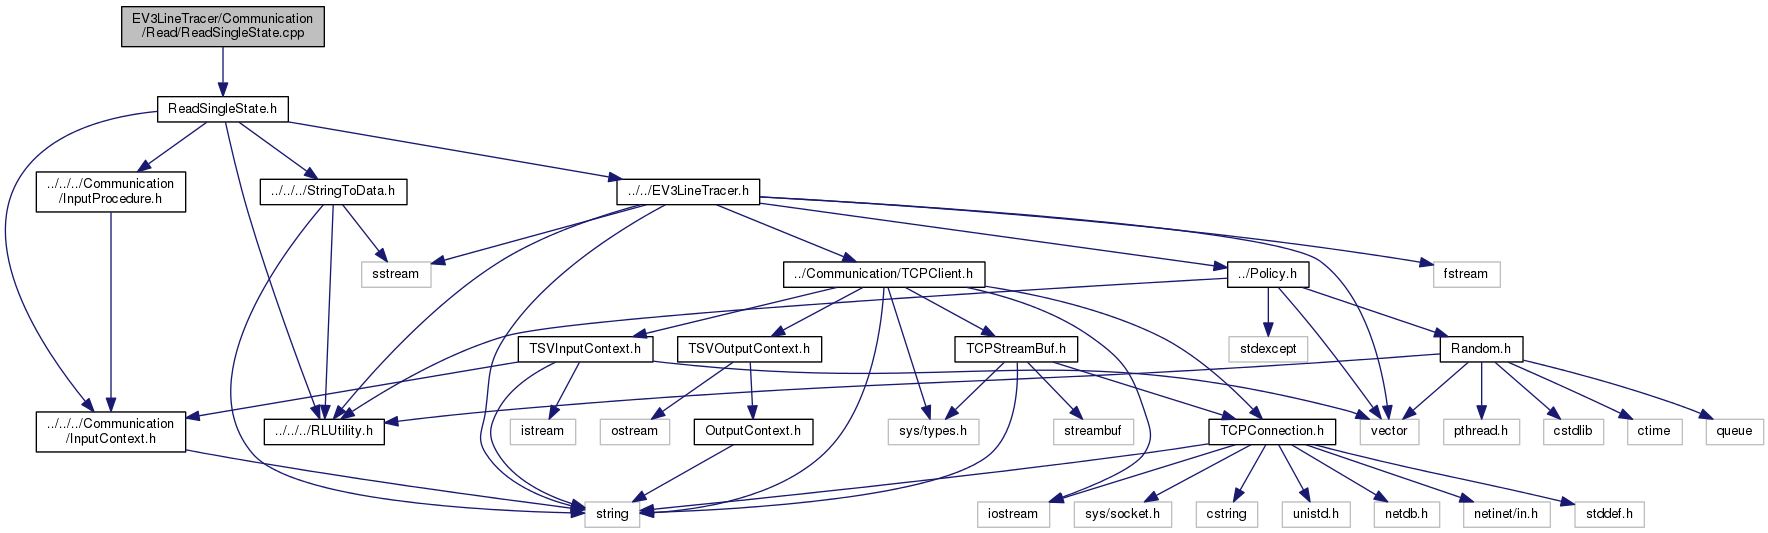 EV3LineTracer/Communication
/Read/ReadSingleState.cpp
ReadSingleState.h
../../../Communication
/InputProcedure.h
../../../StringToData.h
../../EV3LineTracer.h
sstream
../Communication/TCPClient.h
../Policy.h
fstream
TSVInputContext.h
TSVOutputContext.h
TCPStreamBuf.h
stdexcept
Random.h
../../../Communication
/InputContext.h
../../../RLUtility.h
istream
ostream
OutputContext.h
sys/types.h
streambuf
TCPConnection.h
vector
pthread.h
cstdlib
ctime
queue
string
iostream
sys/socket.h
cstring
unistd.h
netdb.h
netinet/in.h
stddef.h